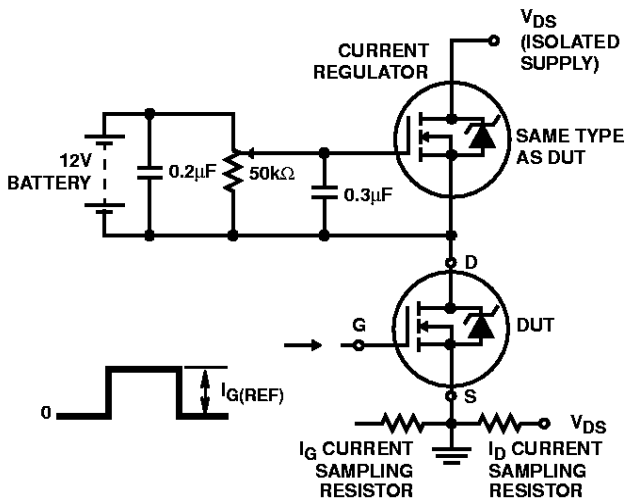 VDS
(ISOLATED
SUPPLY)
CURRENT
REGULATOR
SAME TYPE
AS DUT
12V
BATTERY
0.2μF
50kΩ
0.3μF
D
DUT
G
IG(REF)
0
S
VDS
IG CURRENT
SAMPLING
RESISTOR
ID CURRENT
SAMPLING
RESISTOR